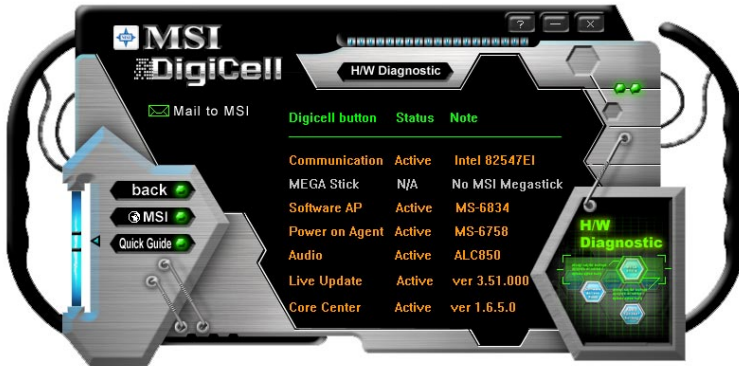 MSI
DigiCell
H/W Diagnostic
?
Mail to MSI
Digicell button Status Note
Communication Active Intel 82547EI
MEGA Stick N/A No MSI Megastick
Software AP Active MS-6834
Power on Agent Active MS-6758
Audio Active ALC850
Live Update Active ver 3.51.000
Core Center Active ver 1.6.5.0
back
MSI
Quick Guide
H/W
Diagnostic